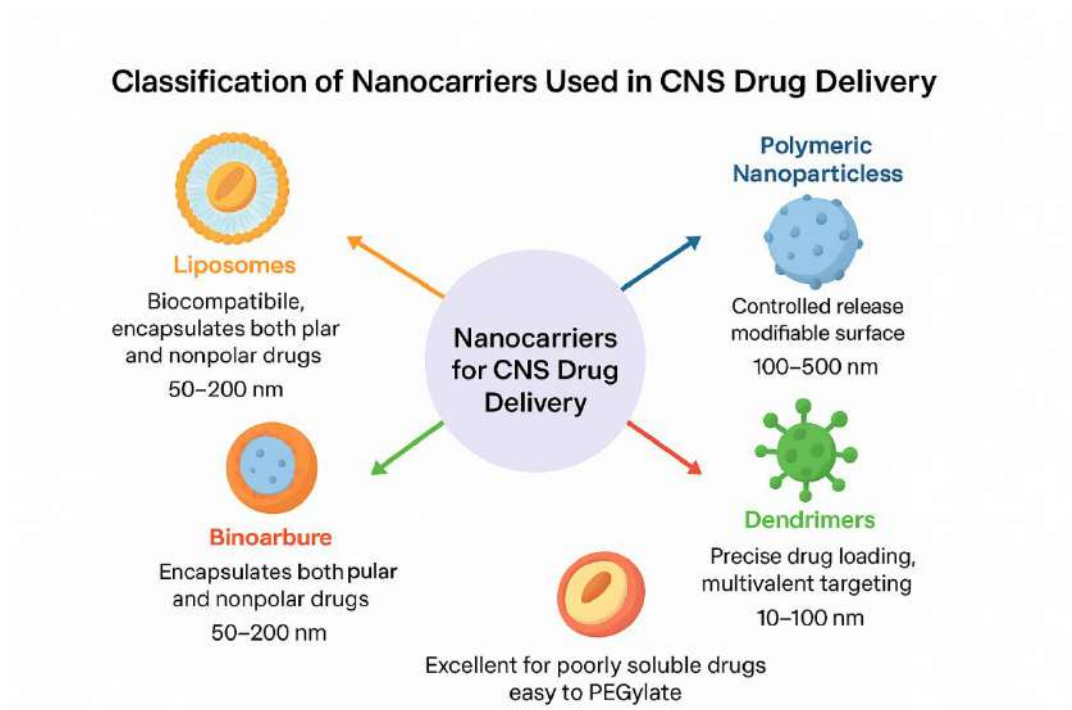 Classification of Nanocarriers Used in CNS Drug Delivery
Liposomes
Biocompatibile,
encapsulates both plar
and nonpolar drugs
50–200 nm
Polymeric
Nanoparticless
Controlled release
modifiable surface
100–500 nm
Nanocarriers
for CNS Drug
Delivery
Binoarbure
Encapsulates both pular
and nonpolar drugs
50–200 nm
Dendrimers
Precise drug loading,
multivalent targeting
10–100 nm
Excellent for poorly soluble drugs
easy to PEGylate